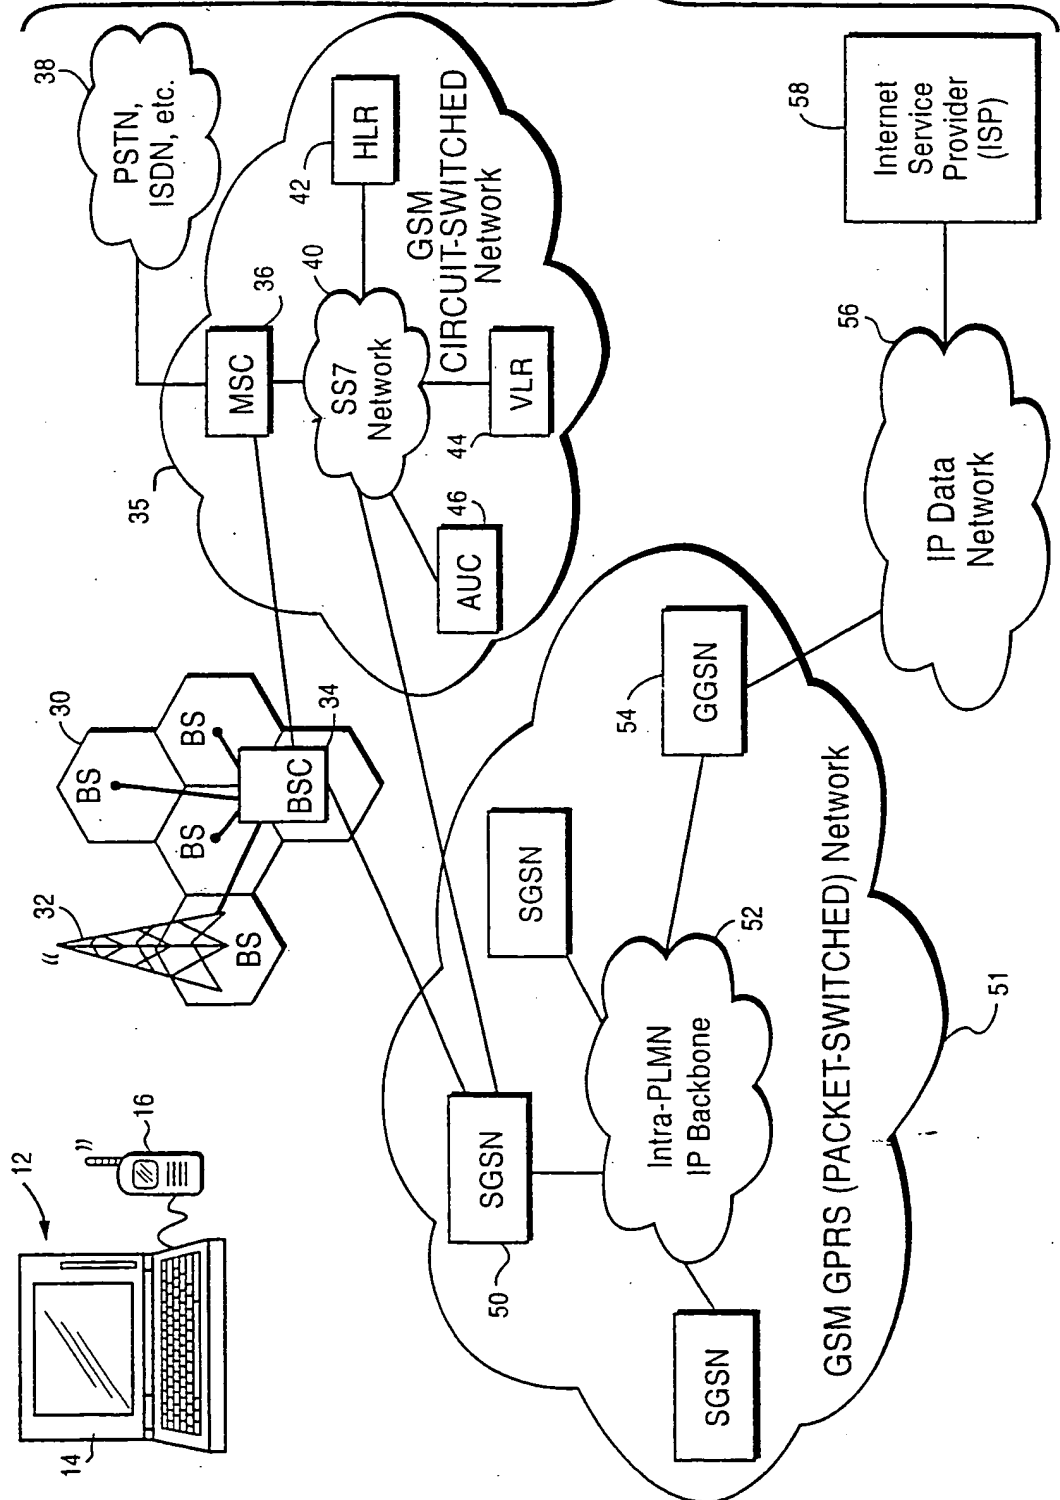 12
14
16
32
BS
BS
BS
BS
30
BSC
34
35
38
PSTN,
ISDN, etc.
MSC
36
SS7
Network
40
HLR
42
VLR
44
AUC
46
GSM
CIRCUIT-SWITCHED
Network
SGSN
50
SGSN
SGSN
Intra-PLMN
IP Backbone
52
GGSN
54
GSM GPRS (PACKET-SWITCHED) Network
51
IP Data
Network
56
Internet
Service
Provider
(ISP)
58